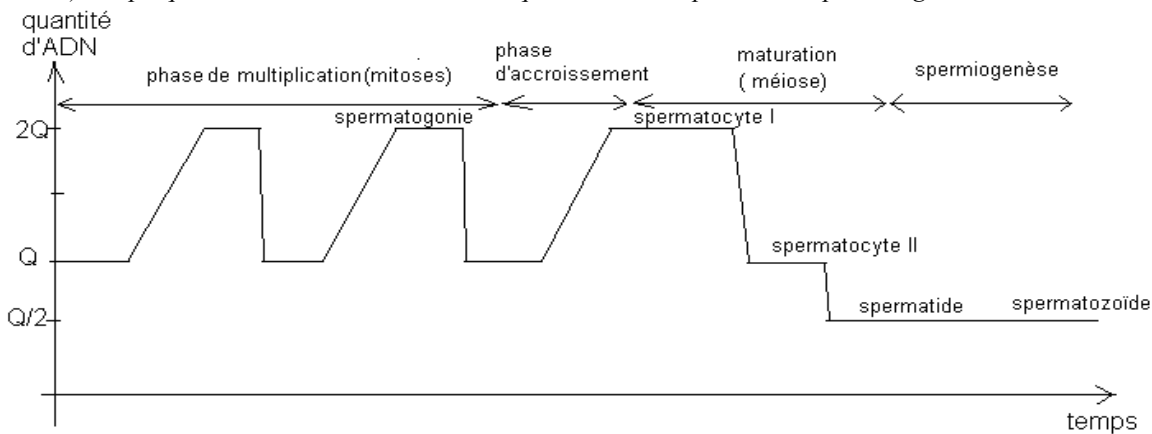 quantité
d'ADN
phase de multiplication (mitoses)
phase
d'accroissement
maturation
( méiose)
spermiogenèse
2Q
spermatogonie
spermatocyte I
Q
spermatocyte II
Q/2
spermatide
spermatozoïde
temps